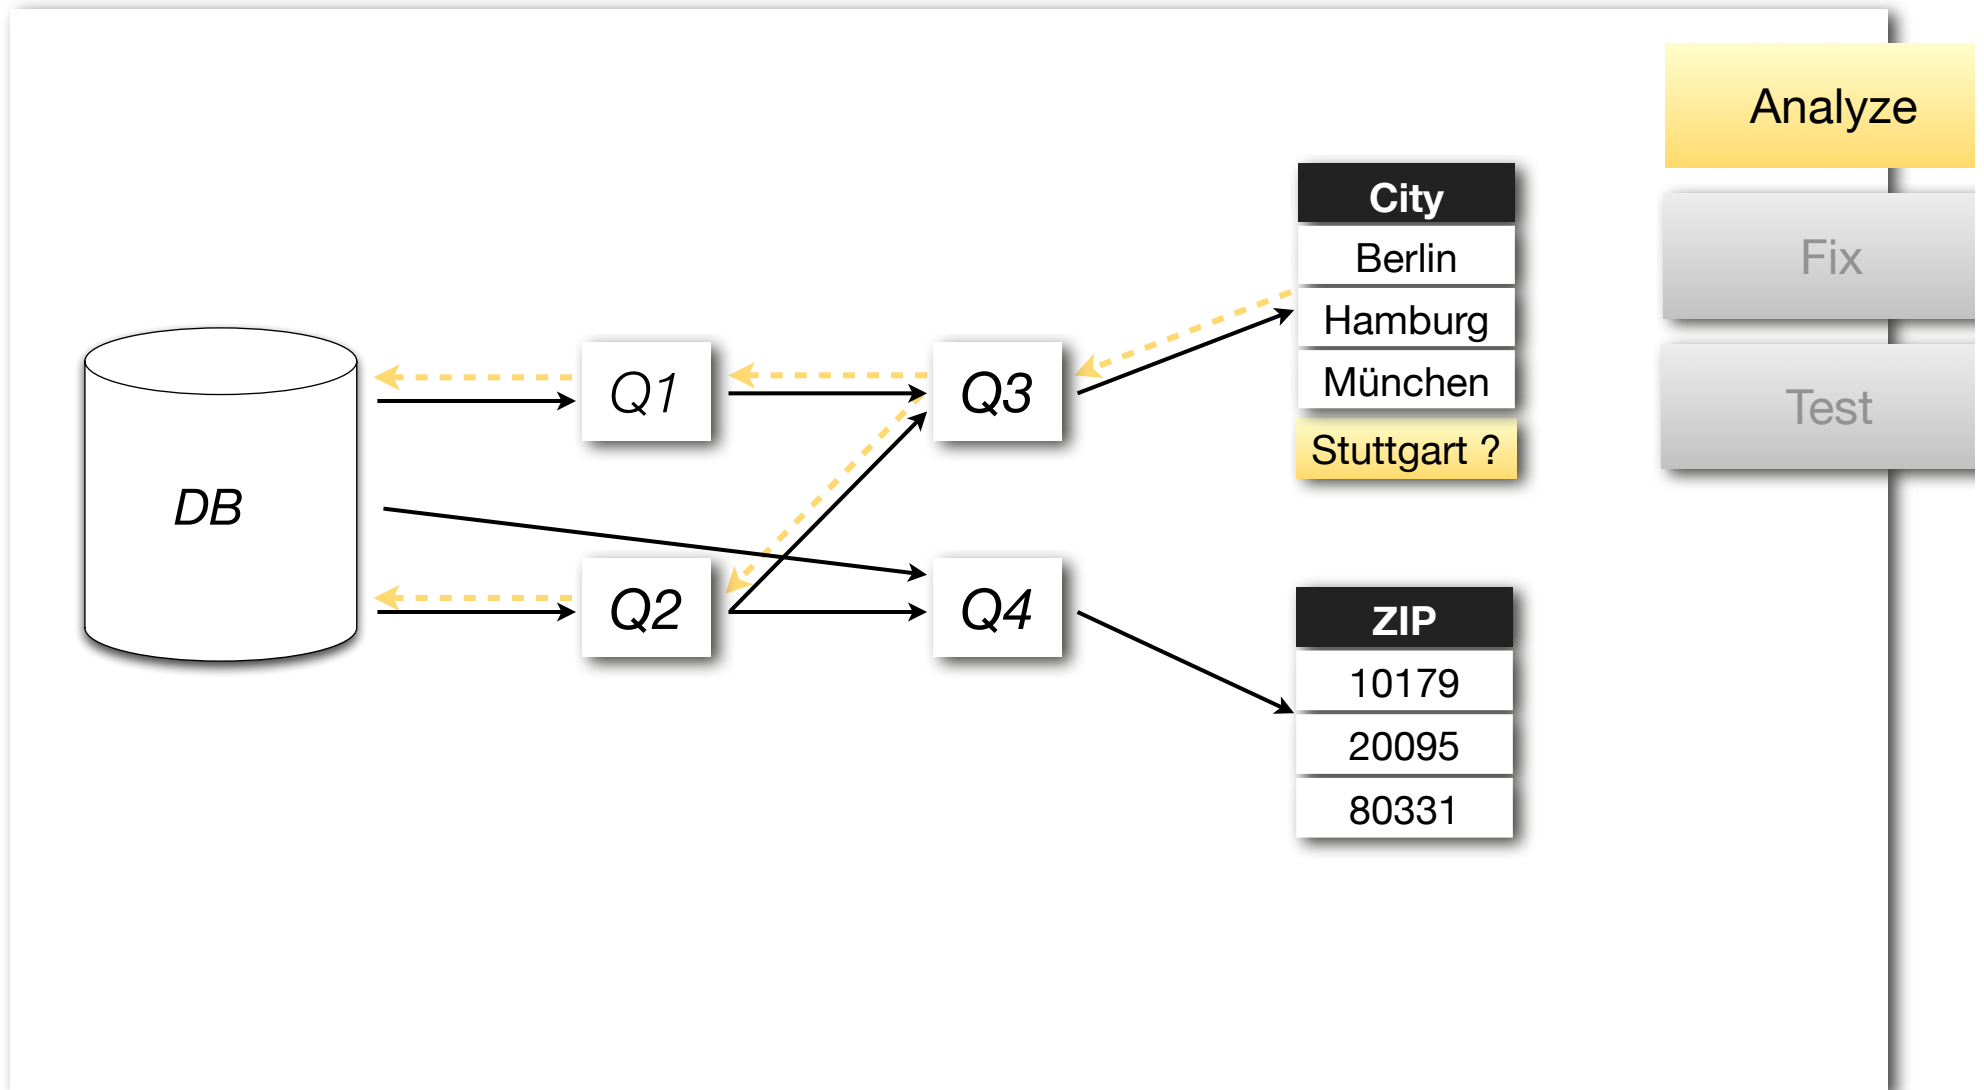 Analyze
Fix
Test
City
Berlin
Hamburg
München
Stuttgart ?
Q1
Q3
DB
Q2
Q4
ZIP
10179
20095
80331